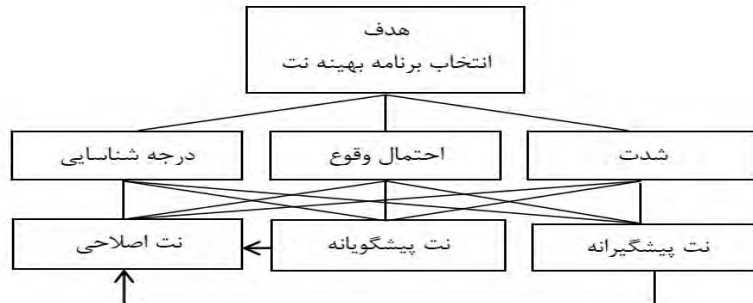 هدف
انتخاب برنامه بهینه نت
شدت
احتمال وقوع
درجه شناسایی
نت پیشگیرانه
نت پیشگویانه
نت اصلاحی